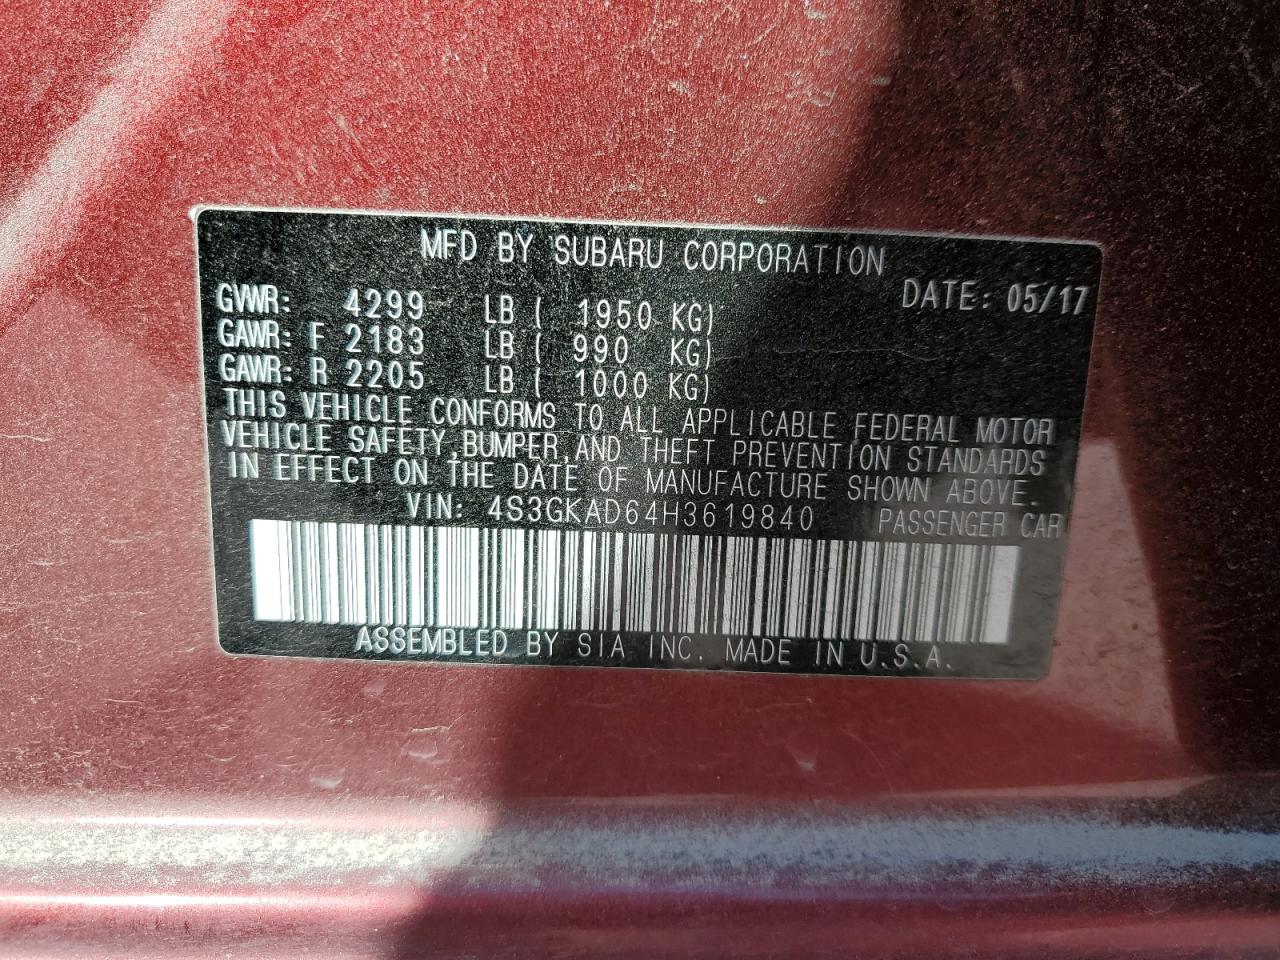 MFD BY SUBARU CORPORATION
DATE: 05/17
GVWR: 4299 LB ( 1950 KG)
GAWR: F 2183 LB ( 990 KG)
GAWR: R 2205 LB ( 1000 KG)
THIS VEHICLE CONFORMS TO ALL APPLICABLE FEDERAL MOTOR
VEHICLE SAFETY,BUMPER,AND THEFT PREVENTION STANDARDS
IN EFFECT ON THE DATE OF MANUFACTURE SHOWN ABOVE.
VIN: 4S3GKAD64H3619840 PASSENGER CAR
ASSEMBLED BY SIA INC. MADE IN U.S.A.